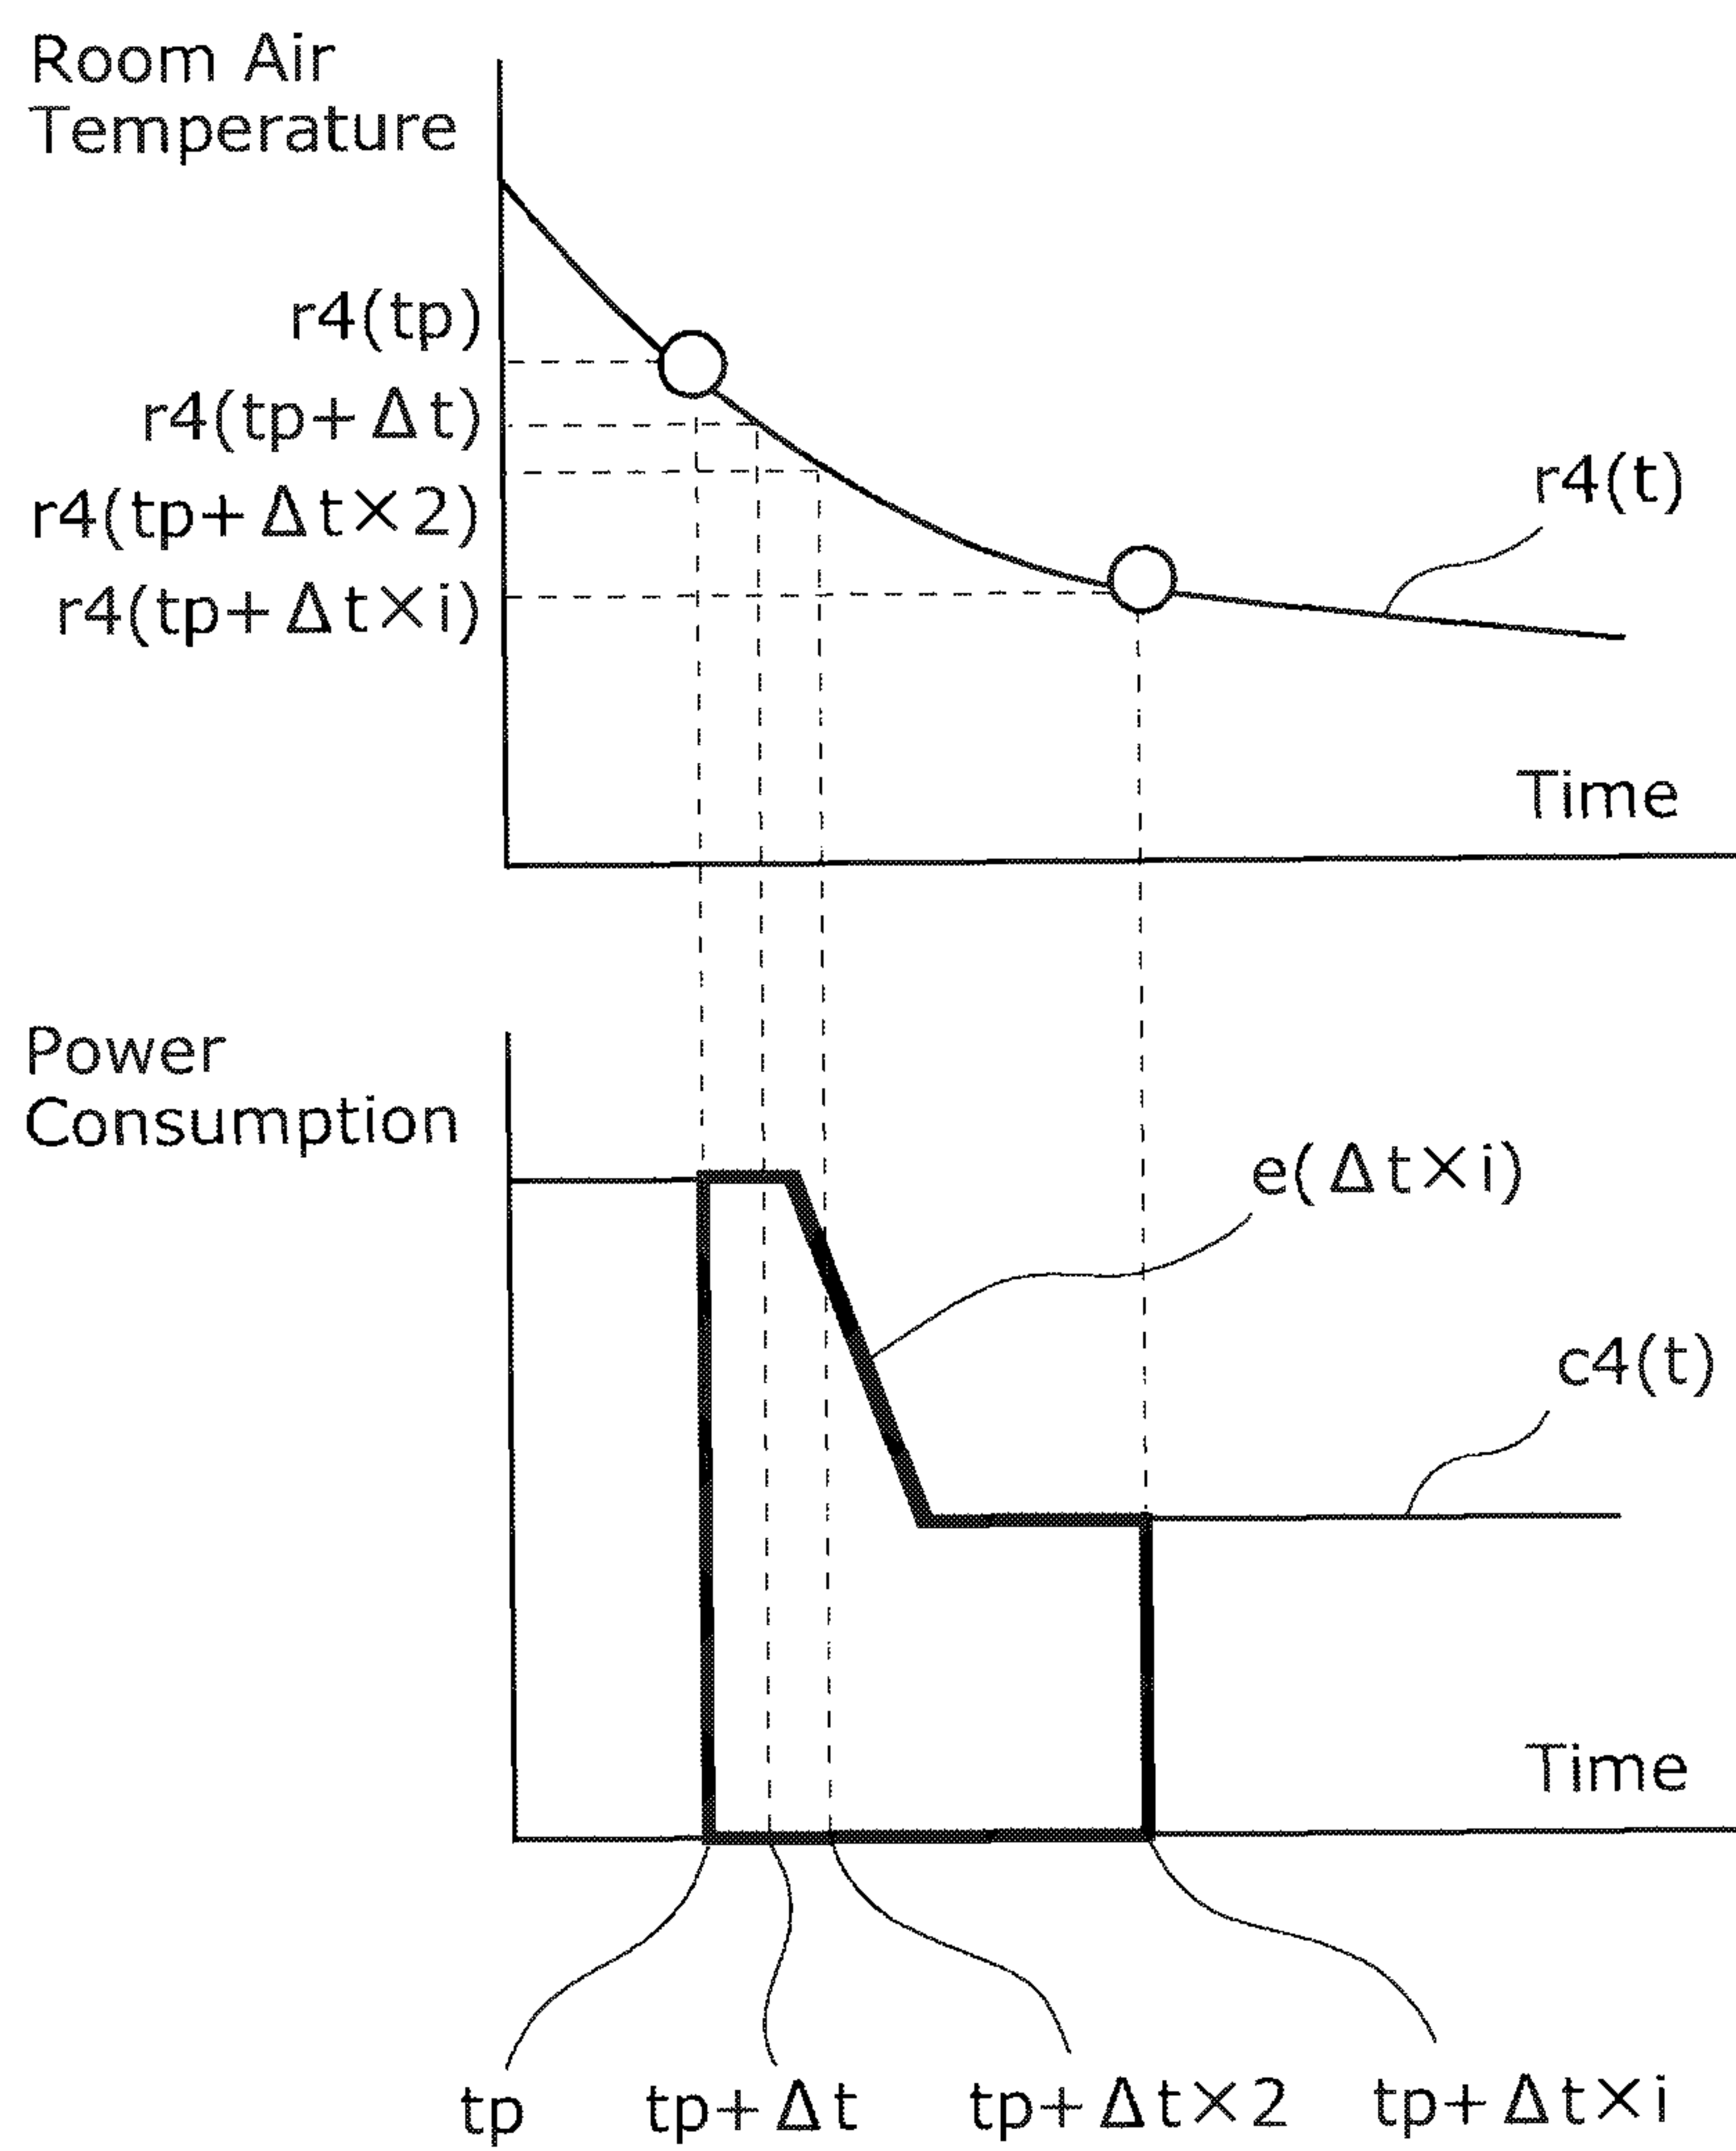 Room Air
Temperature
r4(tp)
r4(tp+Δt)
r4(tp+Δt×2)
r4(tp+Δt×i)
r4(t)
Time
Power
Consumption
e(Δt×i)
c4(t)
Time
tp
tp+Δt
tp+Δt×2
tp+Δt×i